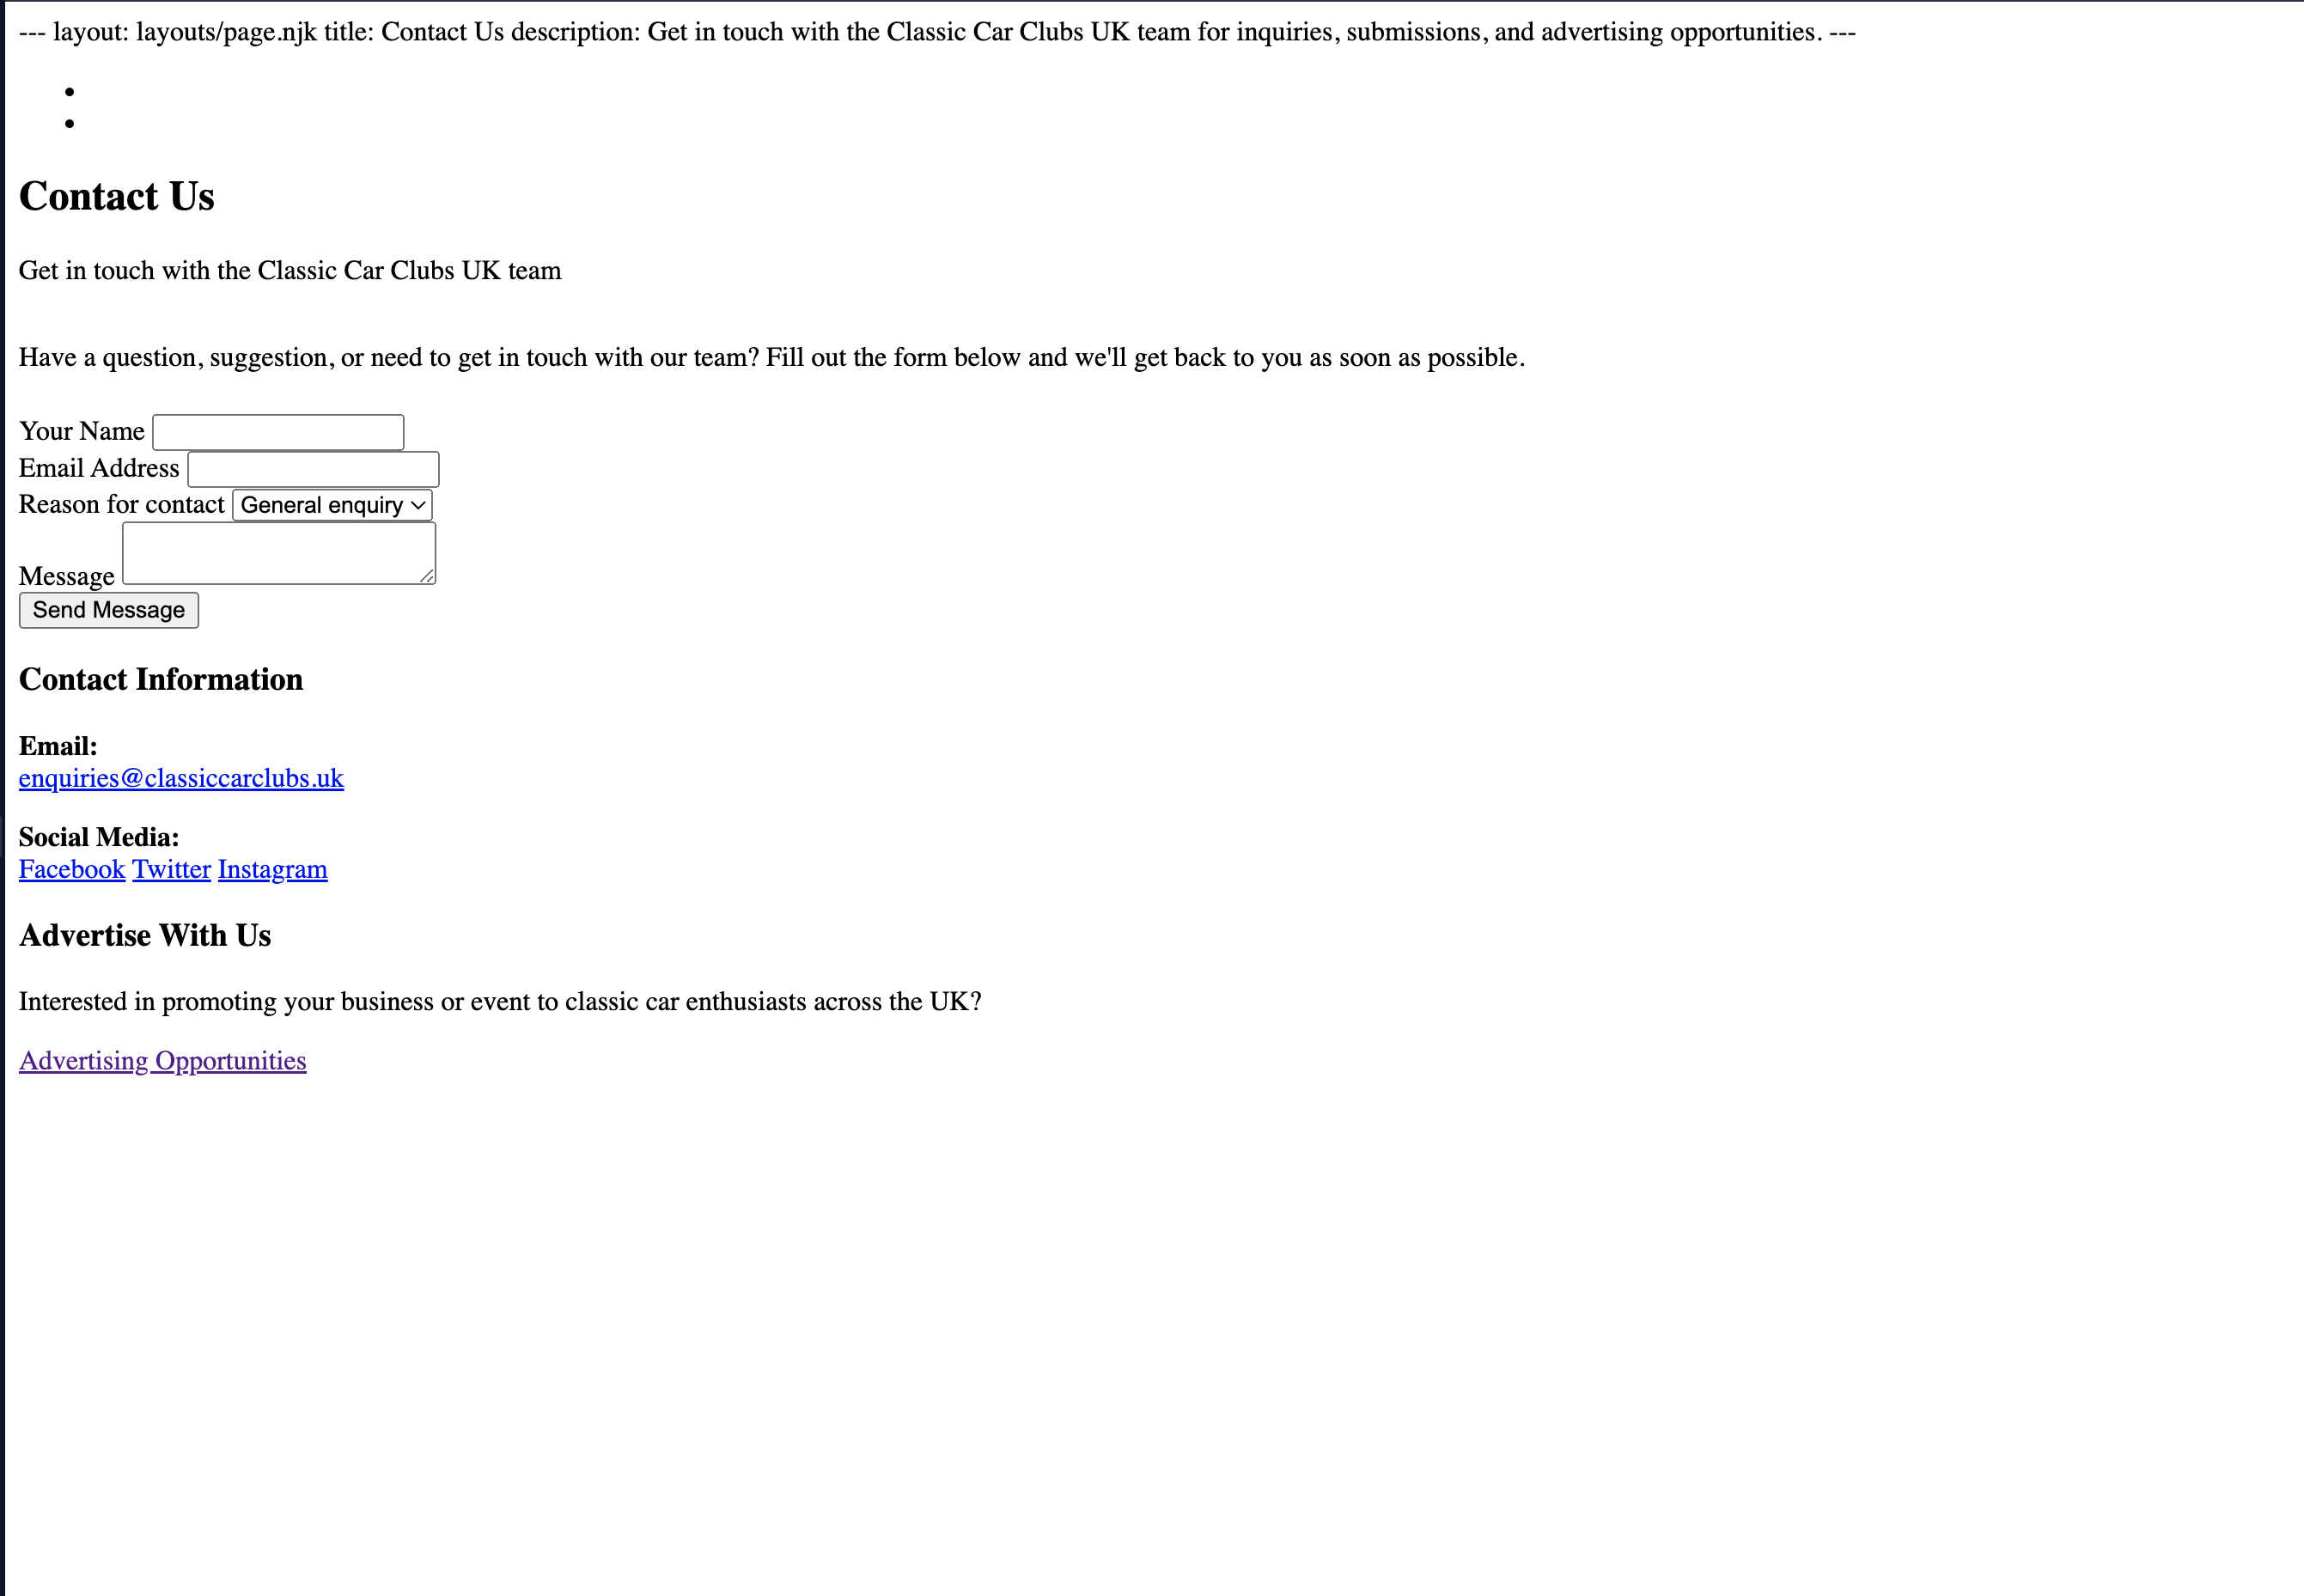 --- layout: layouts/page.njk title: Contact Us description: Get in touch with the Classic Car Clubs UK team for inquiries, submissions, and advertising opportunities. ---
Contact Us
Get in touch with the Classic Car Clubs UK team
Have a question, suggestion, or need to get in touch with our team? Fill out the form below and we'll get back to you as soon as possible.
Your Name
Email Address
Reason for contact General enquiry
Message
Send Message
Contact Information
Email:
enquiries@classiccarclubs.uk
Social Media:
Facebook Twitter Instagram
Advertise With Us
Interested in promoting your business or event to classic car enthusiasts across the UK?
Advertising Opportunities